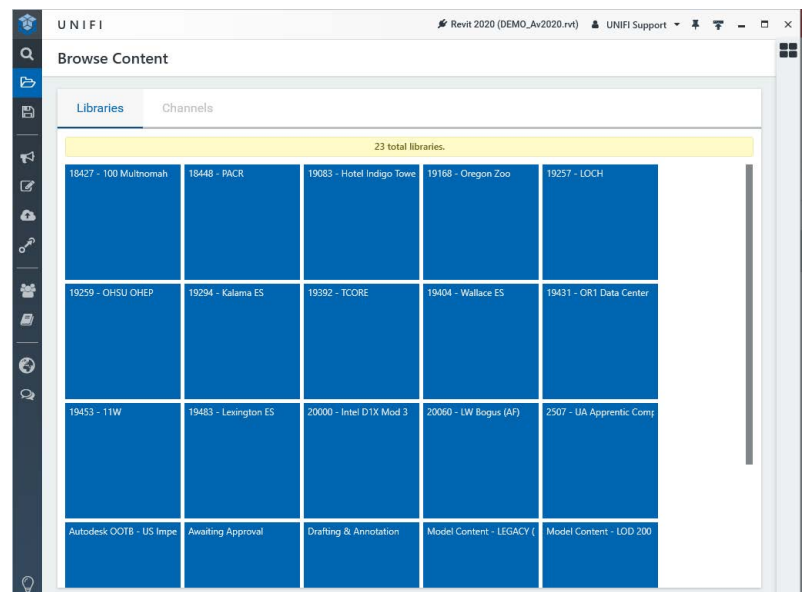 UNIFI
Revit 2020 (DEMO_Av2020.rvt) UNIFI Support
Browse Content
Libraries Channels
23 total libraries.
18427 - 100 Multnomah 18448 - PACR 19083 - Hotel Indigo Towe 19168 - Oregon Zoo 19257 - LOCH
19259 - OHSU OHEP 19294 - Kalama ES 19392 - TCORE 19404 - Wallace ES 19431 - OR1 Data Center
19453 - 11W 19483 - Lexington ES 20000 - Intel D1X Mod 3 20060 - LW Bogus (AF) 2507 - UA Apprentic Comp
Autodesk OOTB - US Impe Awaiting Approval Drafting & Annotation Model Content - LEGACY ( Model Content - LOD 200